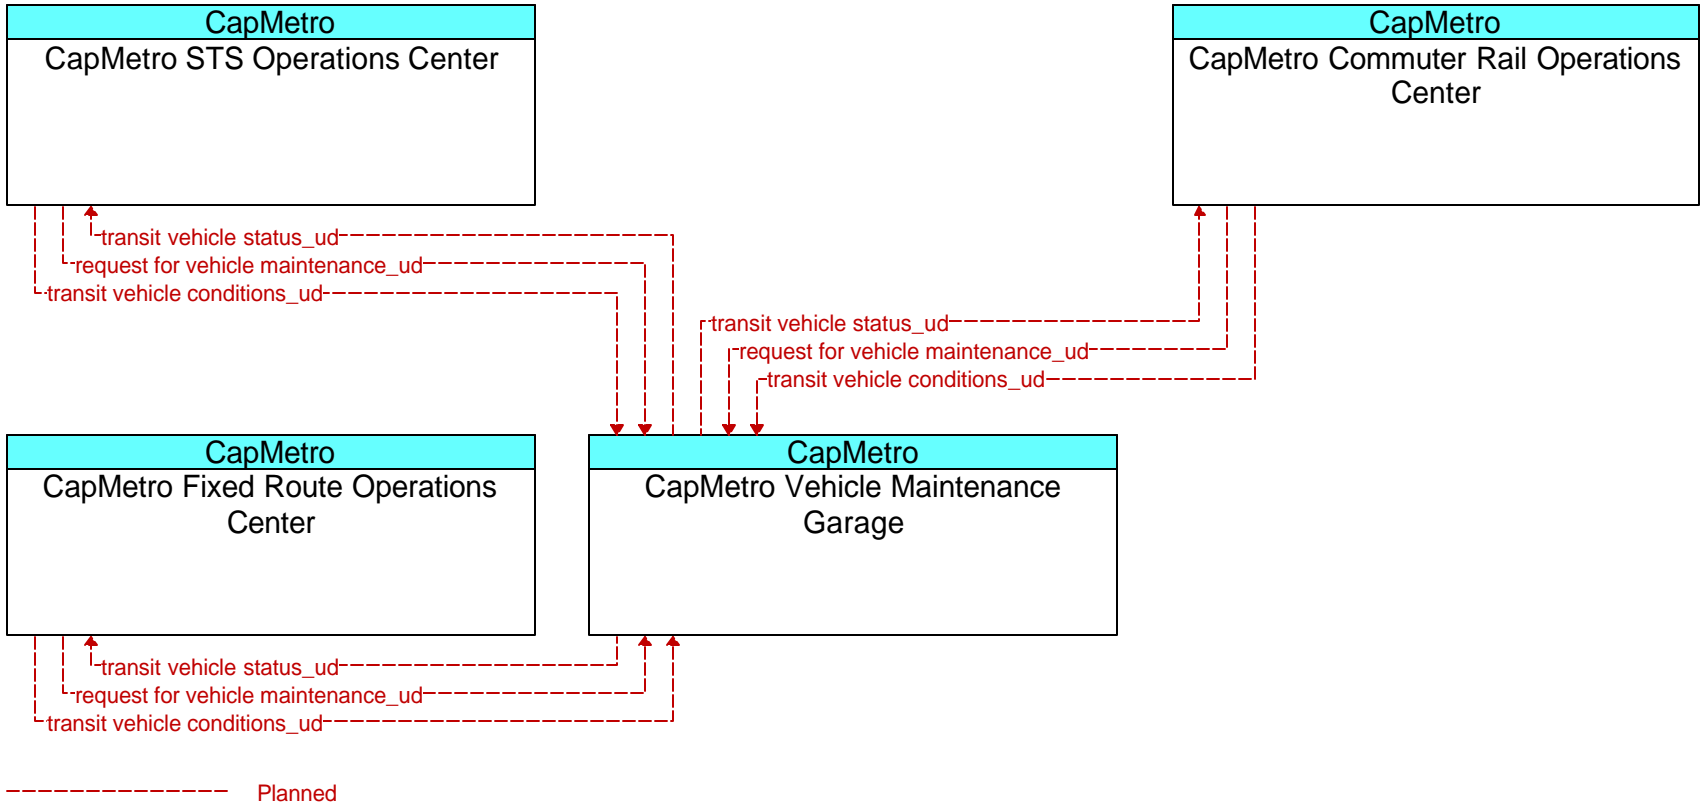 CapMetro
CapMetro STS Operations Center
CapMetro
CapMetro Commuter Rail Operations
Center
transit vehicle status_ud
request for vehicle maintenance_ud
transit vehicle conditions_ud
transit vehicle status_ud
request for vehicle maintenance_ud
transit vehicle conditions_ud
CapMetro
CapMetro Fixed Route Operations
Center
CapMetro
CapMetro Vehicle Maintenance
Garage
transit vehicle status_ud
request for vehicle maintenance_ud
transit vehicle conditions_ud
Planned